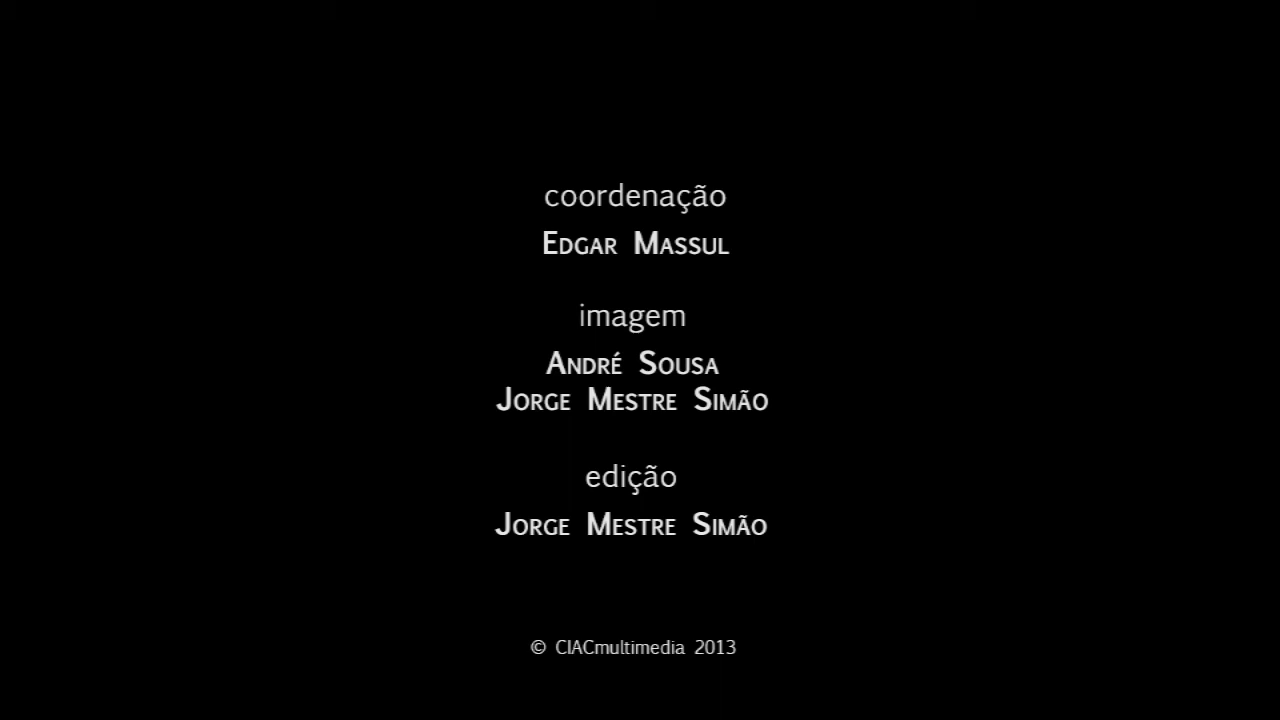 coordenação
Edgar Massul
imagem
André Sousa
Jorge Mestre Simão
edição
Jorge Mestre Simão
© CIACmultimedia 2013